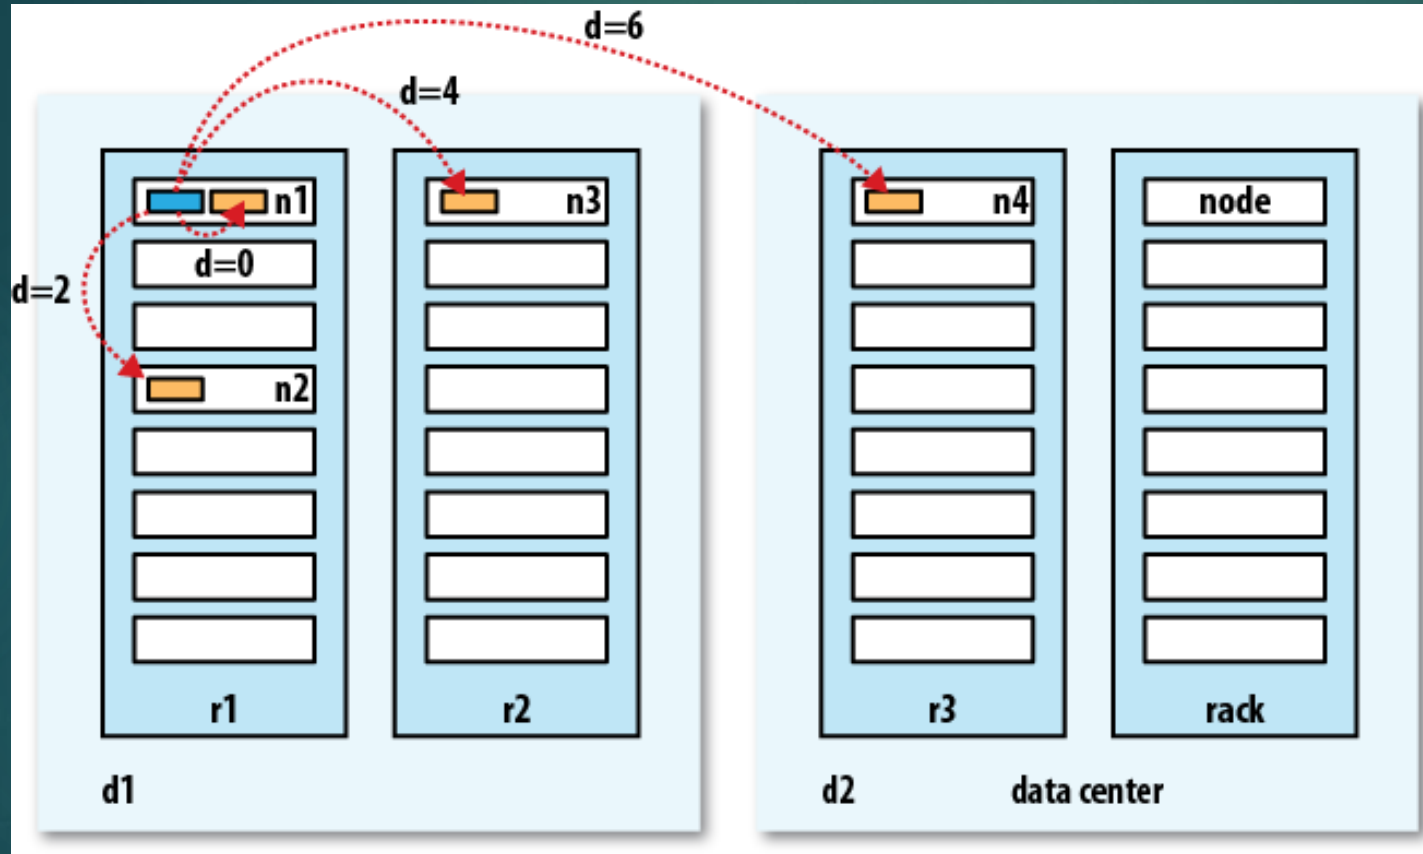 d=6
d=4
n1
n3
n4
node
d=0
d=2
n2
r1
r2
r3
rack
d1
d2
data center